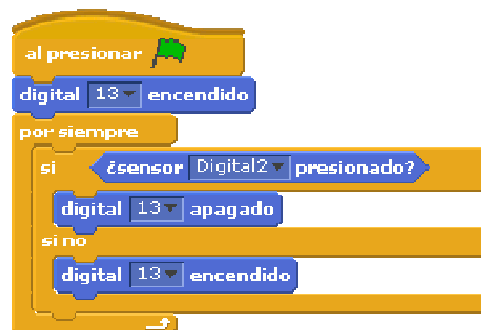 al presionar
digital 13 encendido
por siempre
si ¿sensor Digital2 presionado?
digital 13 apagado
si no
digital 13 encendido